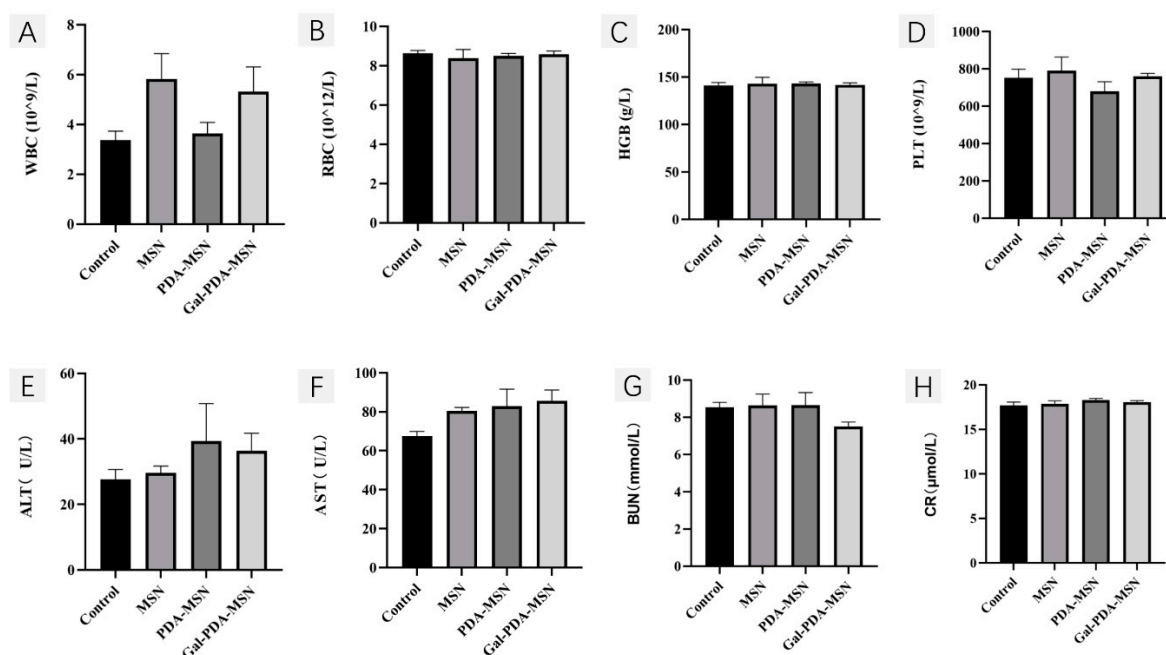 A
WBC (10^9/L)
8
6
4
2
0
Control
MSN
PDA-MSN
Gal-PDA-MSN
B
RBC (10^12/L)
10
8
6
4
2
0
Control
MSN
PDA-MSN
Gal-PDA-MSN
C
HGB (g/L)
200
150
100
50
0
Control
MSN
PDA-MSN
Gal-PDA-MSN
D
PLT (10^9/L)
1000
800
600
400
200
0
Control
MSN
PDA-MSN
Gal-PDA-MSN
E
ALT（ U/L）
60
40
20
0
Control
MSN
PDA-MSN
Gal-PDA-MSN
F
AST（ U/L）
100
80
60
40
20
0
Control
MSN
PDA-MSN
Gal-PDA-MSN
G
BUN（mmol/L）
10
8
6
4
2
0
Control
MSN
PDA-MSN
Gal-PDA-MSN
H
CR（μmol/L）
20
15
10
5
0
Control
MSN
PDA-MSN
Gal-PDA-MSN